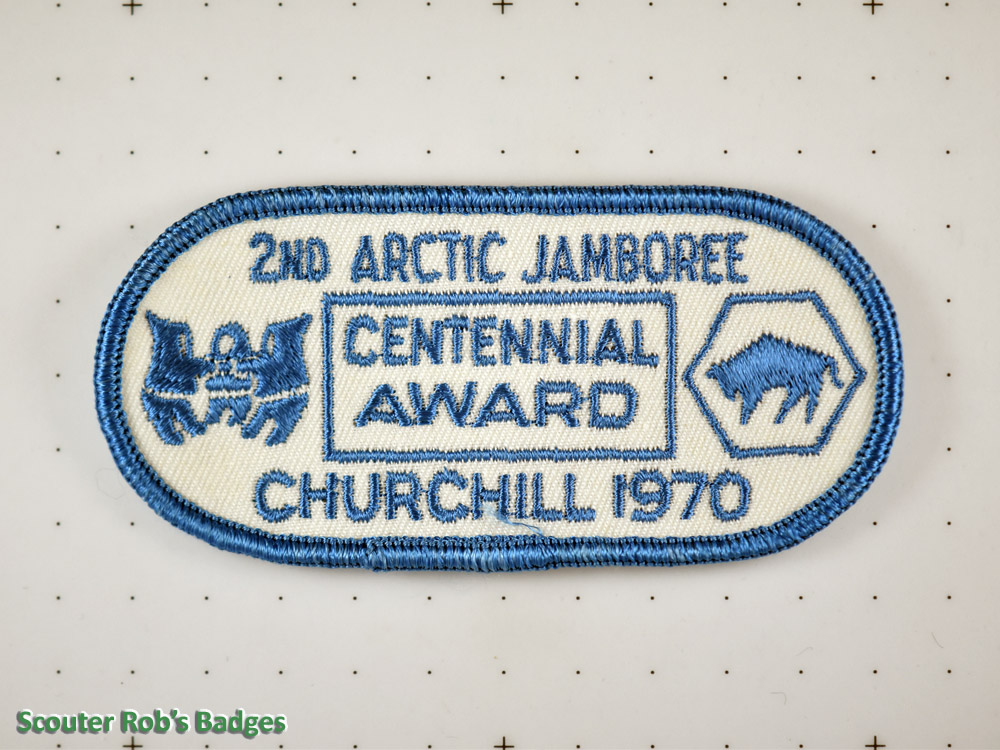 2ND ARCTIC JAMBOREE
CENTENNIAL
AWARD
CHURCHILL 1970
Scouter Rob's Badges